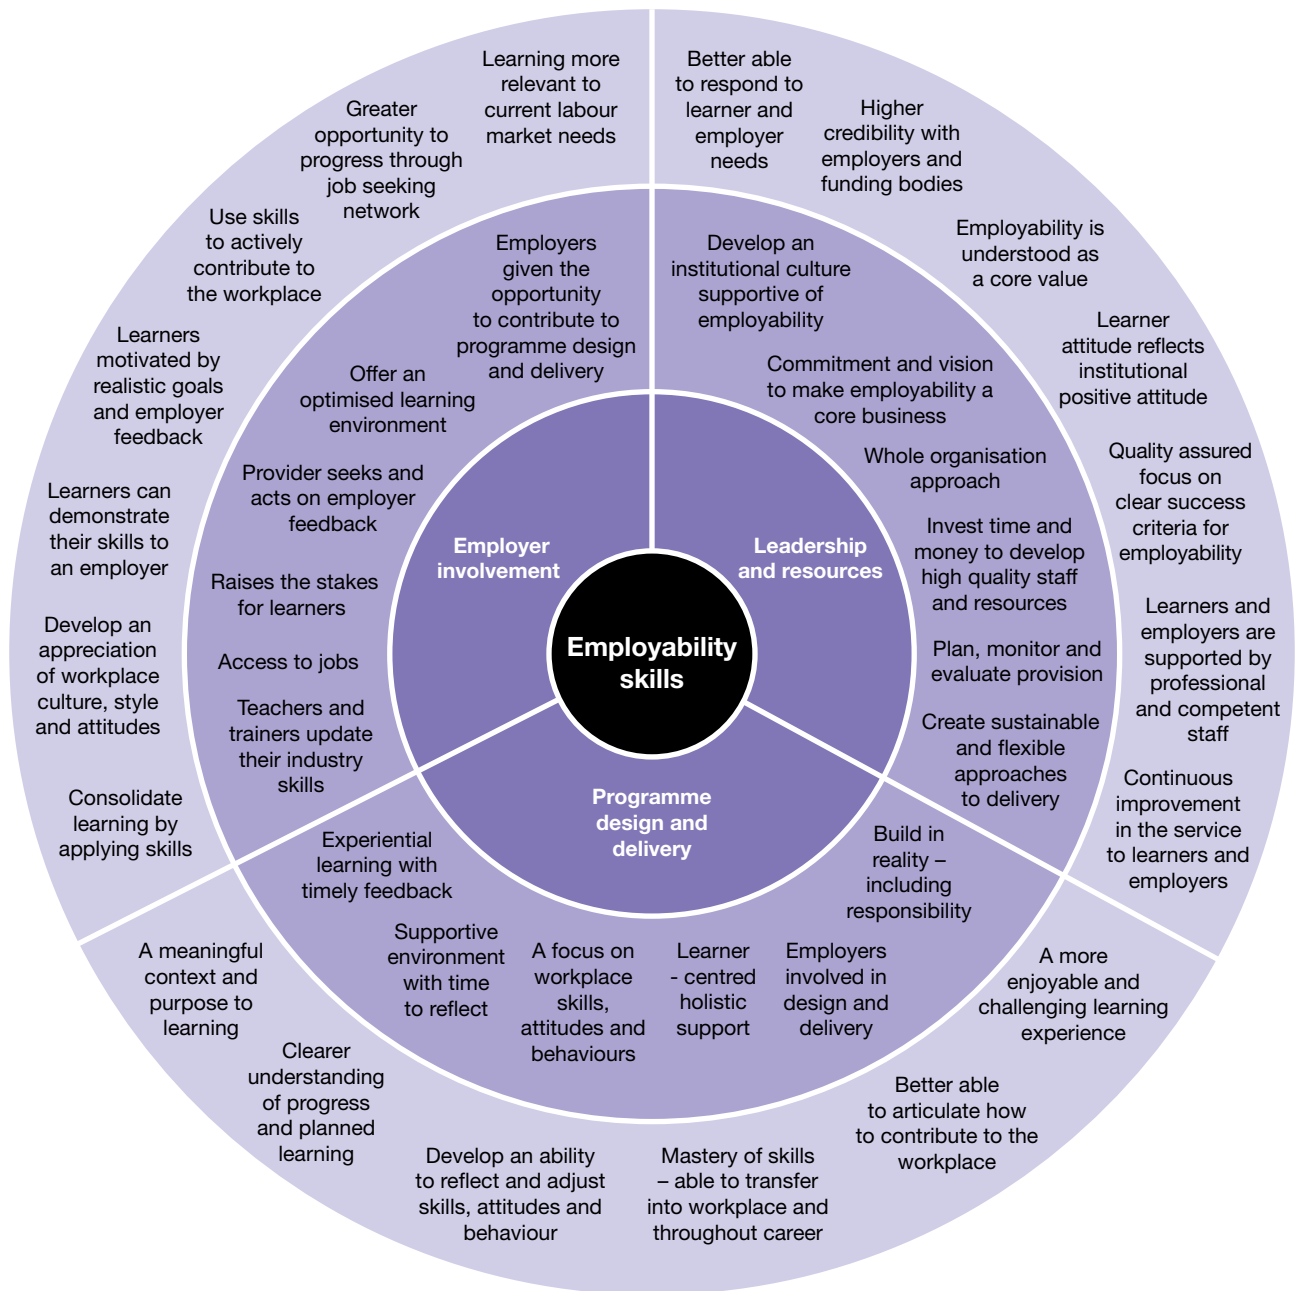 Employability
skills
Employer
involvement
Leadership
and resources
Programme
design and
delivery
Employers
given the
opportunity
to contribute to
programme design
and delivery
Offer an
optimised learning
environment
Provider seeks and
acts on employer
feedback
Raises the stakes
for learners
Access to jobs
Teachers and
trainers update
their industry
skills
Develop an
institutional culture
supportive of
employability
Commitment and vision
to make employability a
core business
Whole organisation
approach
Invest time and
money to develop
high quality staff
and resources
Plan, monitor and
evaluate provision
Create sustainable
and flexible
approaches
to delivery
Experiential
learning with
timely feedback
Supportive
environment
with time
to reflect
A focus on
workplace
skills,
attitudes and
behaviours
Learner
- centred
holistic
support
Employers
involved in
design and
delivery
Build in
reality –
including
responsibility
Learning more
relevant to
current labour
market needs
Greater
opportunity to
progress through
job seeking
network
Use skills
to actively
contribute to
the workplace
Learners
motivated by
realistic goals
and employer
feedback
Learners can
demonstrate
their skills to
an employer
Develop an
appreciation
of workplace
culture, style
and attitudes
Consolidate
learning by
applying skills
Better able
to respond to
learner and
employer
needs
Higher
credibility with
employers and
funding bodies
Employability is
understood as
a core value
Learner
attitude reflects
institutional
positive attitude
Quality assured
focus on
clear success
criteria for
employability
Learners and
employers are
supported by
professional
and competent
staff
Continuous
improvement
in the service
to learners and
employers
A meaningful
context and
purpose to
learning
Clearer
understanding
of progress
and planned
learning
Develop an ability
to reflect and adjust
skills, attitudes and
behaviour
Mastery of skills
– able to transfer
into workplace and
throughout career
Better able
to articulate how
to contribute to the
workplace
A more
enjoyable and
challenging learning
experience